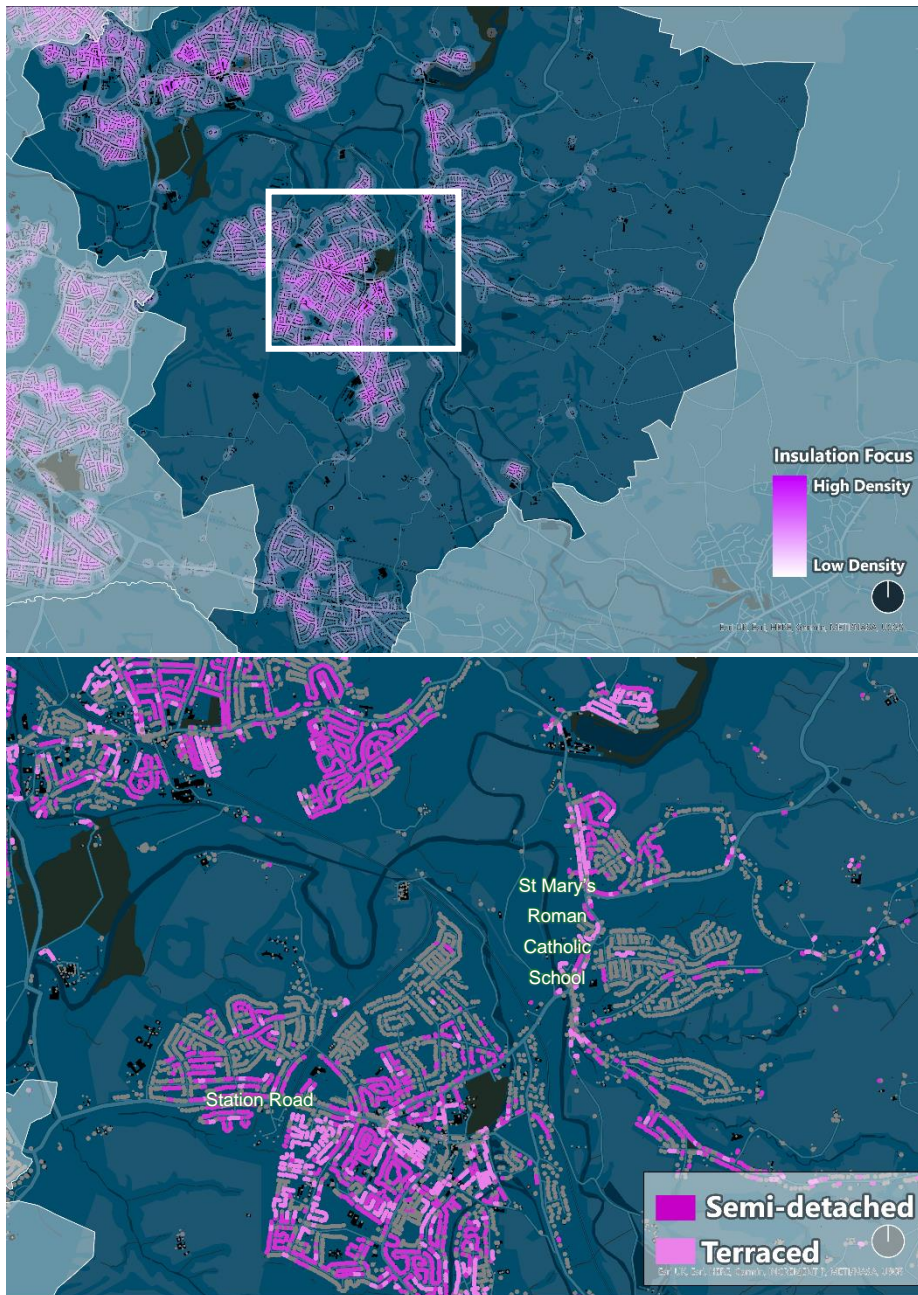 Insulation Focus
High Density
Low Density
St Mary's
Roman
Catholic
School
Station Road
Semi-detached
Terraced